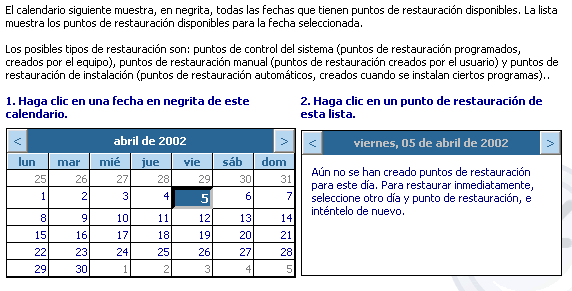 El calendario siguiente muestra, en negrita, todas las fechas que tienen puntos de restauración disponibles. La lista
muestra los puntos de restauración disponibles para la fecha seleccionada.
Los posibles tipos de restauración son: puntos de control del sistema (puntos de restauración programados,
creados por el equipo), puntos de restauración manual (puntos de restauración creados por el usuario) y puntos de
restauración de instalación (puntos de restauración automáticos, creados cuando se instalan ciertos programas)..
1. Haga clic en una fecha en negrita de este
calendario.
< abril de 2002 >
lun mar mié jue vie sáb dom
25 26 27 28 29 30 31
1 2 3 4 5 6 7
8 9 10 11 12 13 14
15 16 17 18 19 20 21
22 23 24 25 26 27 28
29 30 1 2 3 4 5
2. Haga clic en un punto de restauración de
esta lista.
< viernes, 05 de abril de 2002 >
Aún no se han creado puntos de restauración
para este día. Para restaurar inmediatamente,
seleccione otro día y punto de restauración, e
inténtelo de nuevo.